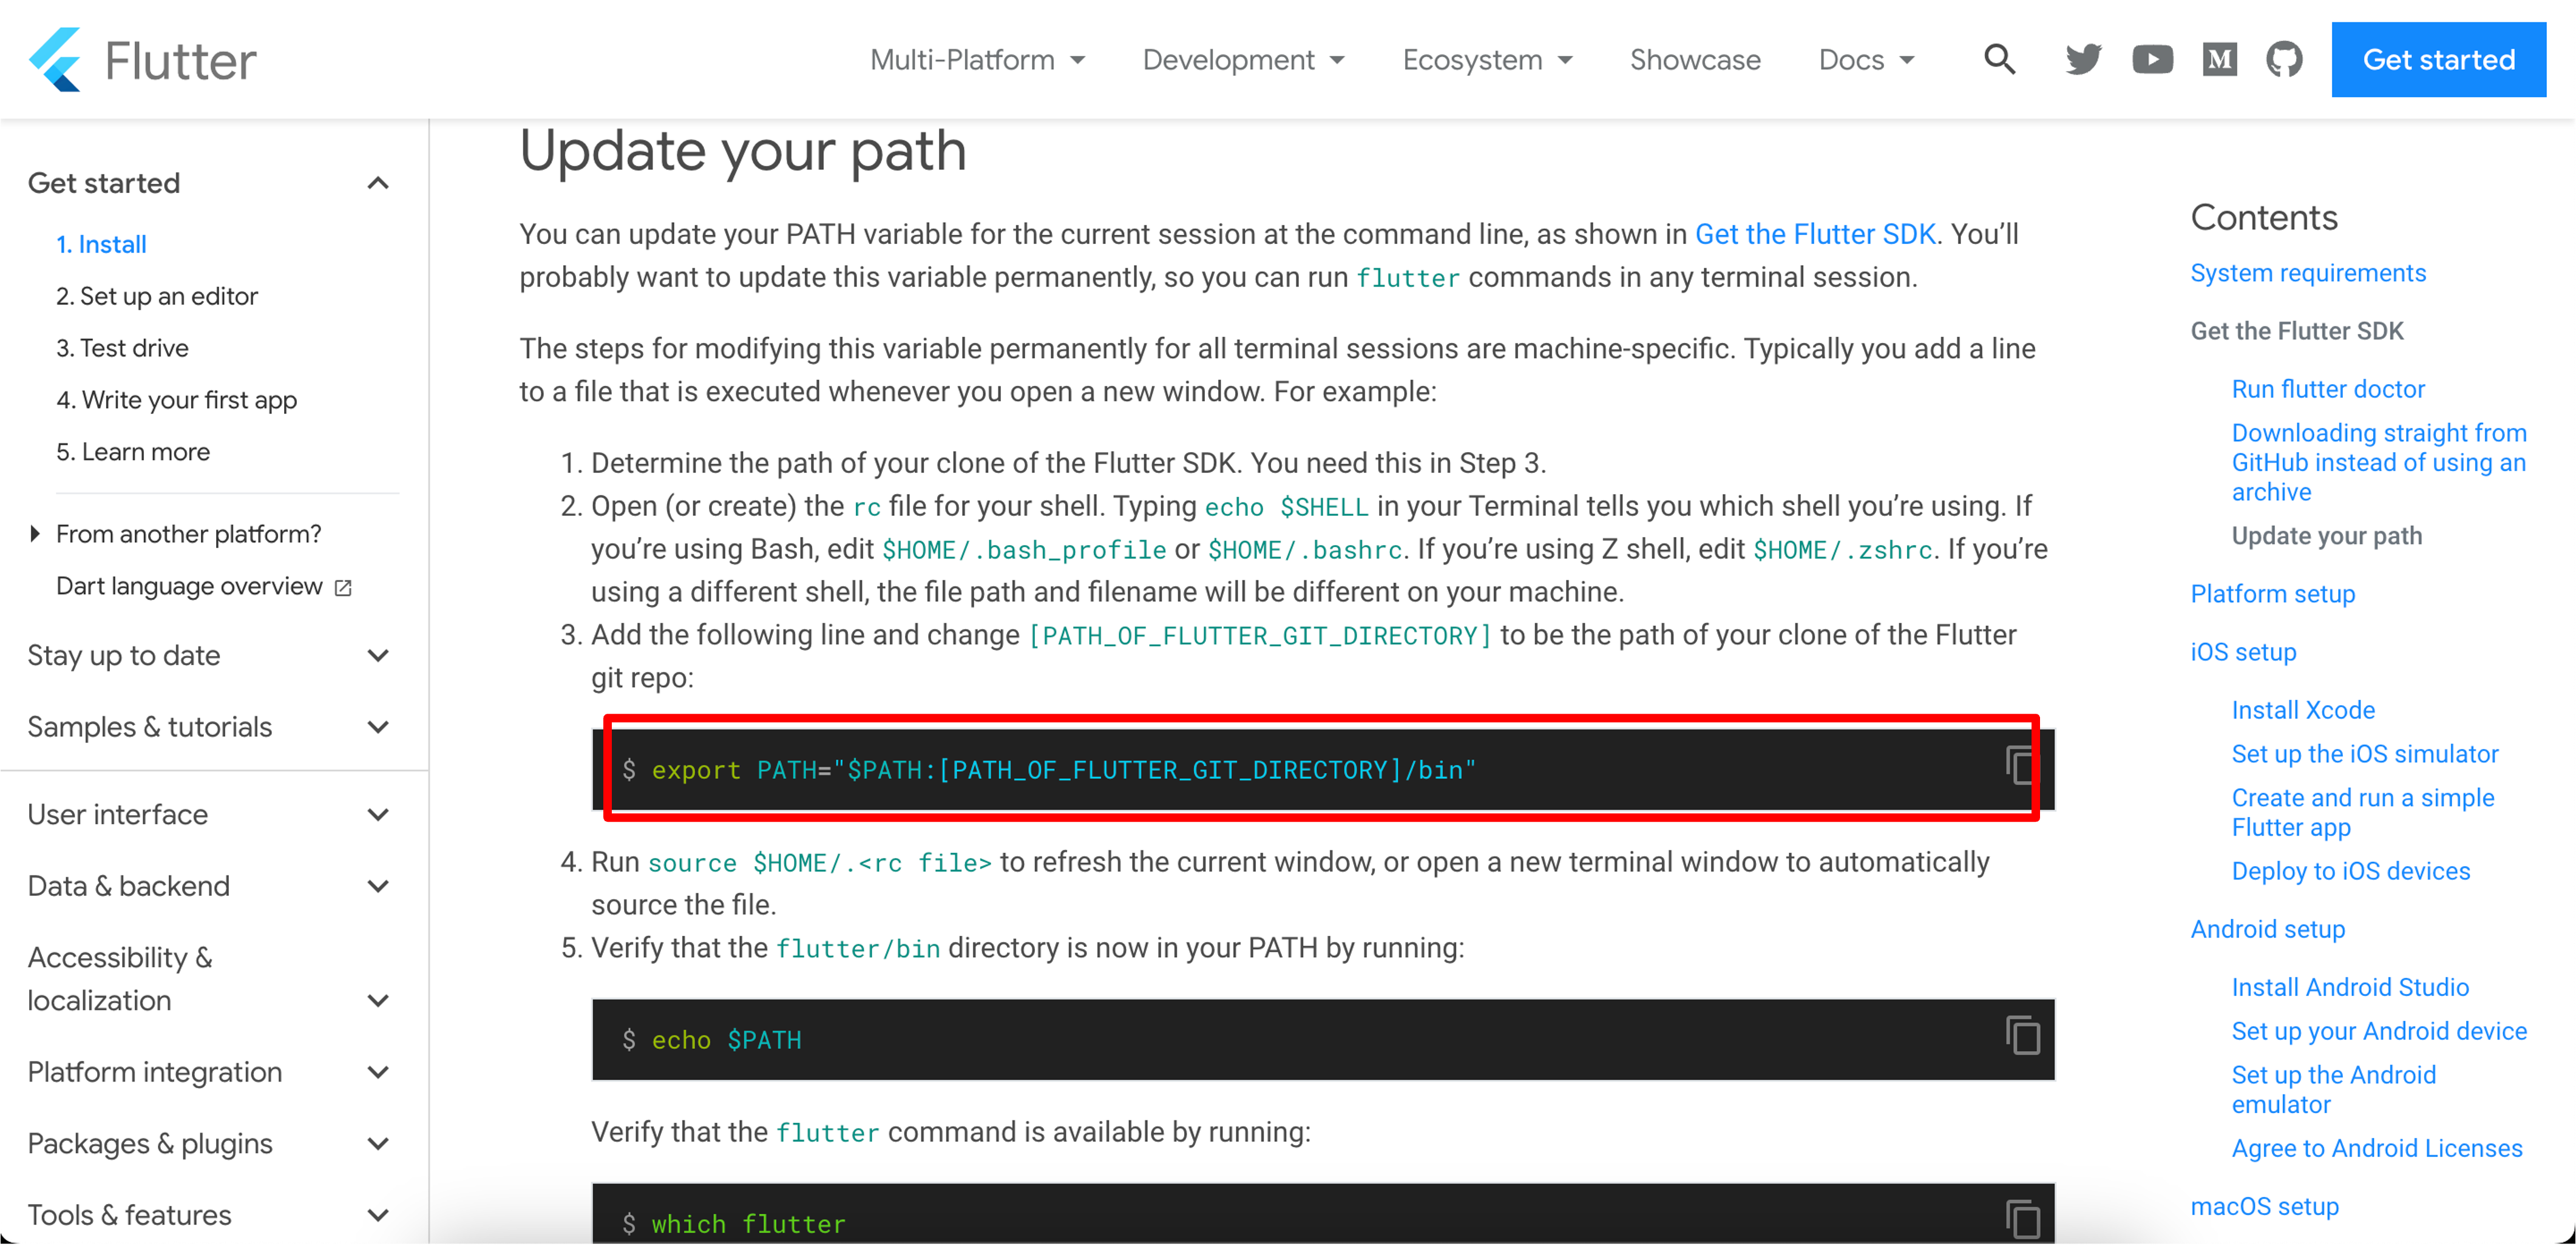 Flutter
Multi-Platform
Development
Ecosystem
Showcase
Docs
Get started
Get started
1. Install
2. Set up an editor
3. Test drive
4. Write your first app
5. Learn more
From another platform?
Dart language overview
Stay up to date
Samples & tutorials
User interface
Data & backend
Accessibility &
localization
Platform integration
Packages & plugins
Tools & features
Update your path
You can update your PATH variable for the current session at the command line, as shown in Get the Flutter SDK. You’ll
probably want to update this variable permanently, so you can run flutter commands in any terminal session.
The steps for modifying this variable permanently for all terminal sessions are machine-specific. Typically you add a line
to a file that is executed whenever you open a new window. For example:
1. Determine the path of your clone of the Flutter SDK. You need this in Step 3.
2. Open (or create) the rc file for your shell. Typing echo $SHELL in your Terminal tells you which shell you’re using. If
you’re using Bash, edit $HOME/.bash_profile or $HOME/.bashrc. If you’re using Z shell, edit $HOME/.zshrc. If you’re
using a different shell, the file path and filename will be different on your machine.
3. Add the following line and change [PATH_OF_FLUTTER_GIT_DIRECTORY] to be the path of your clone of the Flutter
git repo:
$ export PATH="$PATH:[PATH_OF_FLUTTER_GIT_DIRECTORY]/bin"
4. Run source $HOME/.<rc file> to refresh the current window, or open a new terminal window to automatically
source the file.
5. Verify that the flutter/bin directory is now in your PATH by running:
$ echo $PATH
Verify that the flutter command is available by running:
$ which flutter
Contents
System requirements
Get the Flutter SDK
Run flutter doctor
Downloading straight from
GitHub instead of using an
archive
Update your path
Platform setup
iOS setup
Install Xcode
Set up the iOS simulator
Create and run a simple
Flutter app
Deploy to iOS devices
Android setup
Install Android Studio
Set up your Android device
Set up the Android
emulator
Agree to Android Licenses
macOS setup